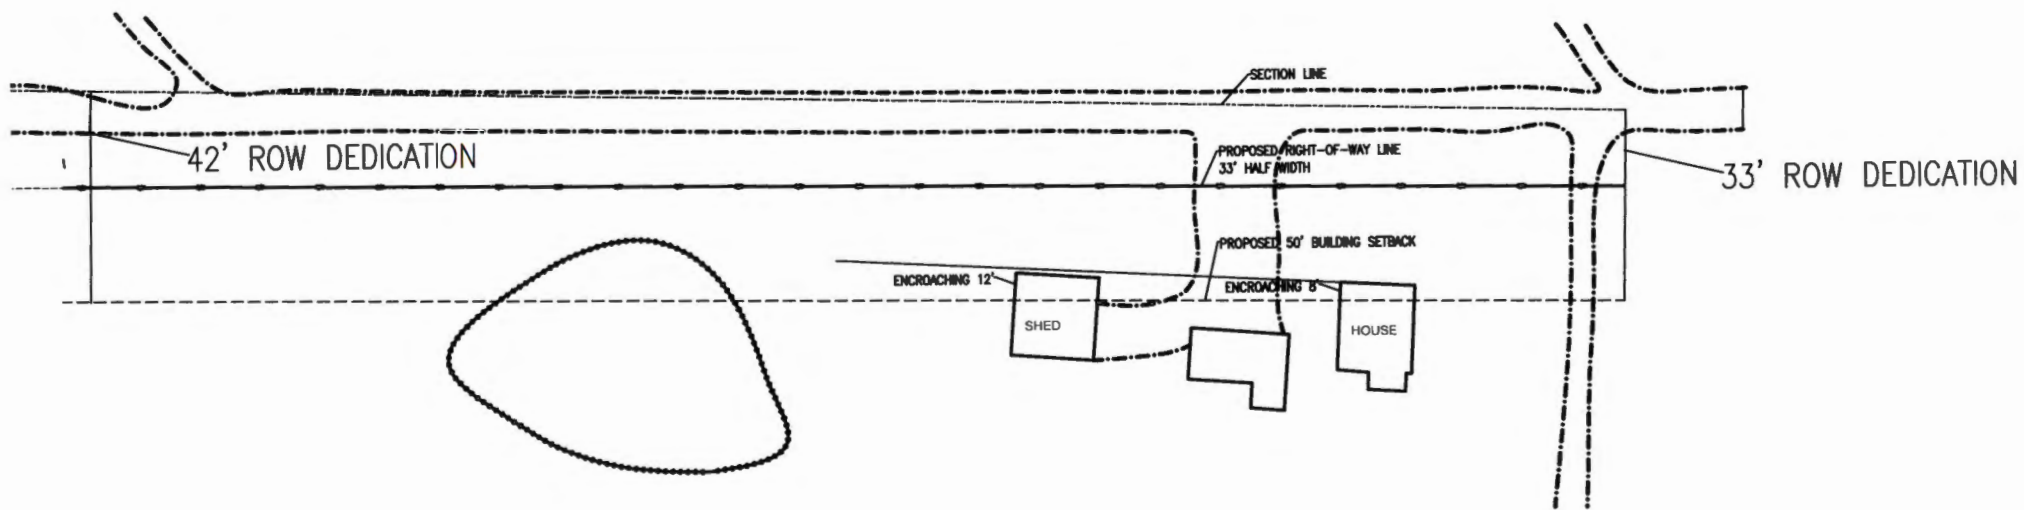 SECTION LINE
42' ROW DEDICATION
PROPOSED RIGHT-OF-WAY LINE
33' HALF WIDTH
33' ROW DEDICATION
PROPOSED 50' BUILDING SETBACK
ENCROACHING 12'
ENCROACHING 8'
SHED
HOUSE